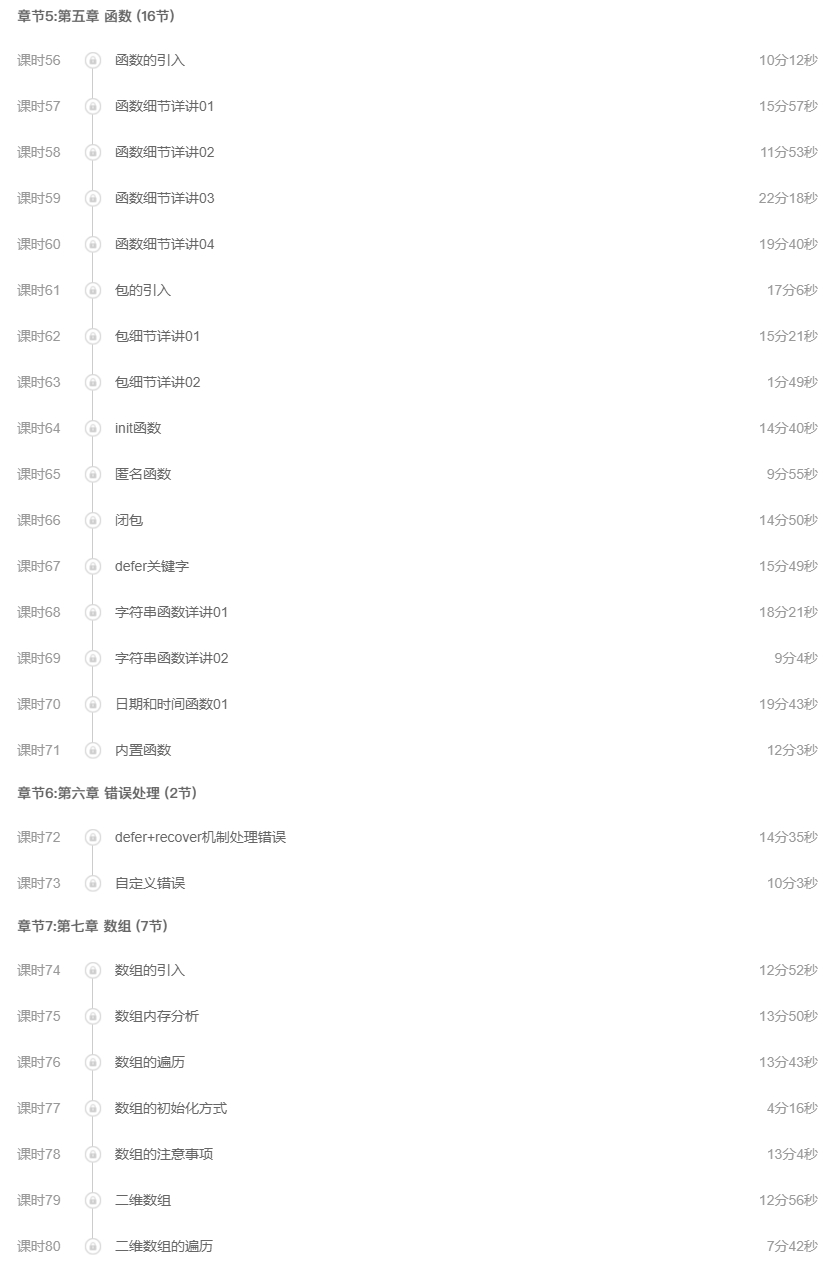 章节5:第五章 函数 (16节)
课时56 函数的引入 10分12秒
课时57 函数细节详讲01 15分57秒
课时58 函数细节详讲02 11分53秒
课时59 函数细节详讲03 22分18秒
课时60 函数细节详讲04 19分40秒
课时61 包的引入 17分6秒
课时62 包细节详讲01 15分21秒
课时63 包细节详讲02 1分49秒
课时64 init函数 14分40秒
课时65 匿名函数 9分55秒
课时66 闭包 14分50秒
课时67 defer关键字 15分49秒
课时68 字符串函数详讲01 18分21秒
课时69 字符串函数详讲02 9分4秒
课时70 日期和时间函数01 19分43秒
课时71 内置函数 12分3秒
章节6:第六章 错误处理 (2节)
课时72 defer+recover机制处理错误 14分35秒
课时73 自定义错误 10分3秒
章节7:第七章 数组 (7节)
课时74 数组的引入 12分52秒
课时75 数组内存分析 13分50秒
课时76 数组的遍历 13分43秒
课时77 数组的初始化方式 4分16秒
课时78 数组的注意事项 13分4秒
课时79 二维数组 12分56秒
课时80 二维数组的遍历 7分42秒